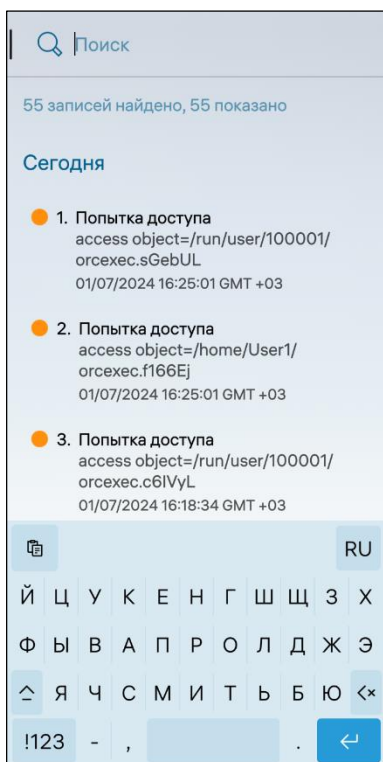 Поиск
55 записей найдено, 55 показано
Сегодня
1. Попытка доступа
access object=/run/user/100001/
orcexec.sGebUL
01/07/2024 16:25:01 GMT +03
2. Попытка доступа
access object=/home/User1/
orcexec.f166Ej
01/07/2024 16:25:01 GMT +03
3. Попытка доступа
access object=/run/user/100001/
orcexec.c6IVyL
01/07/2024 16:18:34 GMT +03
RU
Й Ц У К Е Н Г Ш Щ З Х
Ф Ы В А П Р О Л Д Ж Э
Я Ч С М И Т Ь Б Ю
!123 - , .